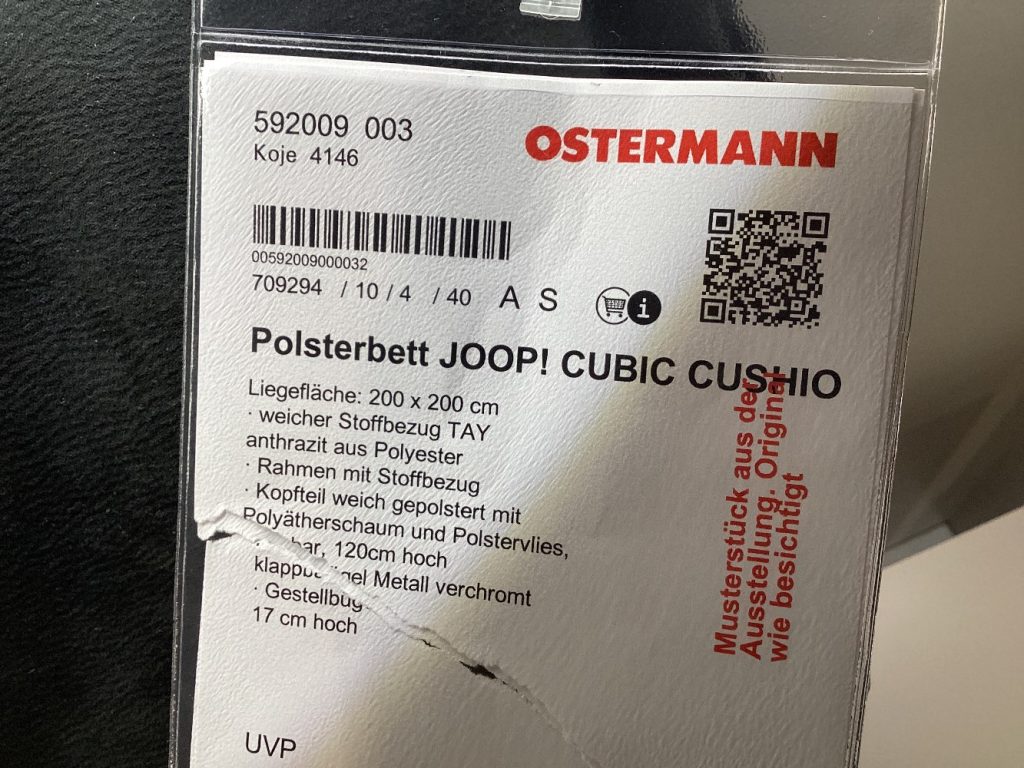 592009 003
Koje 4146
OSTERMANN
00592009000032
709294 / 10 / 4 / 40 A S
i
Polsterbett JOOP! CUBIC CUSHIO
Liegefläche: 200 x 200 cm
· weicher Stoffbezug TAY
anthrazit aus Polyester
· Rahmen mit Stoffbezug
· Kopfteil weich gepolstert mit
Polyätherschaum und Polstervlies,
120cm hoch
Metall verchromt
· Gestellbüg
17 cm hoch
UVP
Musterstück aus der
Ausstellung. Original
wie besichtigt